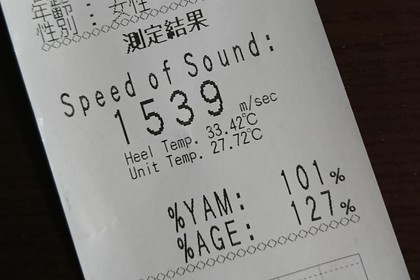 年齢 :
性別 : 女性
測定結果
Speed of Sound:
1539 m/sec
Heel Temp. 33.42℃
Unit Temp. 27.72℃
%YAM: 101%
%AGE: 127%